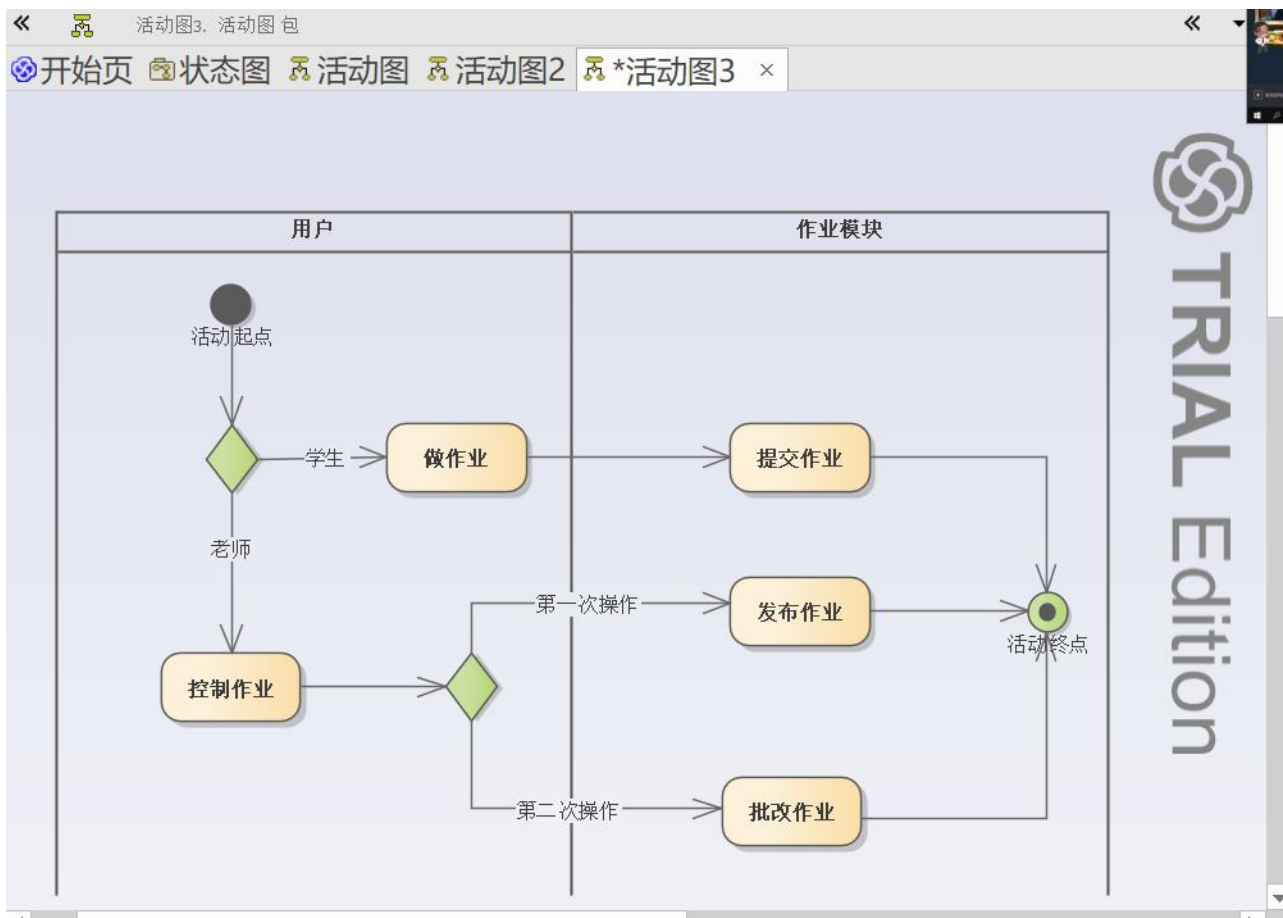 活动图3. 活动图 包
开始页 状态图 活动图 活动图2 *活动图3 ×
用户 作业模块
活动起点
学生 做作业 提交作业
老师
第一次操作 发布作业
活动终点
控制作业
第二次操作 批改作业
TRIAL Edition